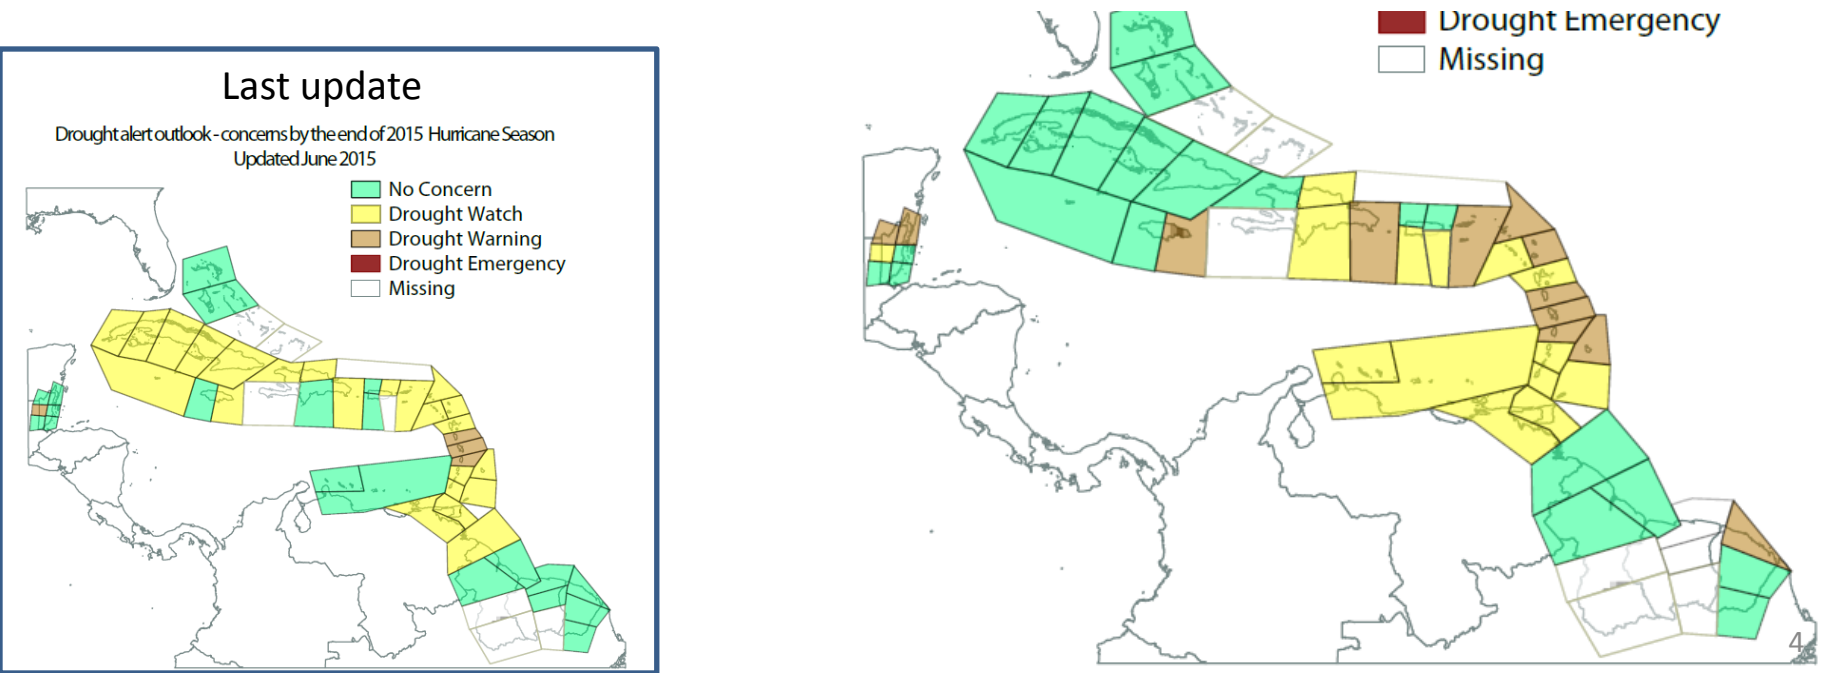 Last update
Drought alert outlook - concerns by the end of 2015 Hurricane Season
Updated June 2015
No Concern
Drought Watch
Drought Warning
Drought Emergency
Missing
Drought Emergency
Missing
4